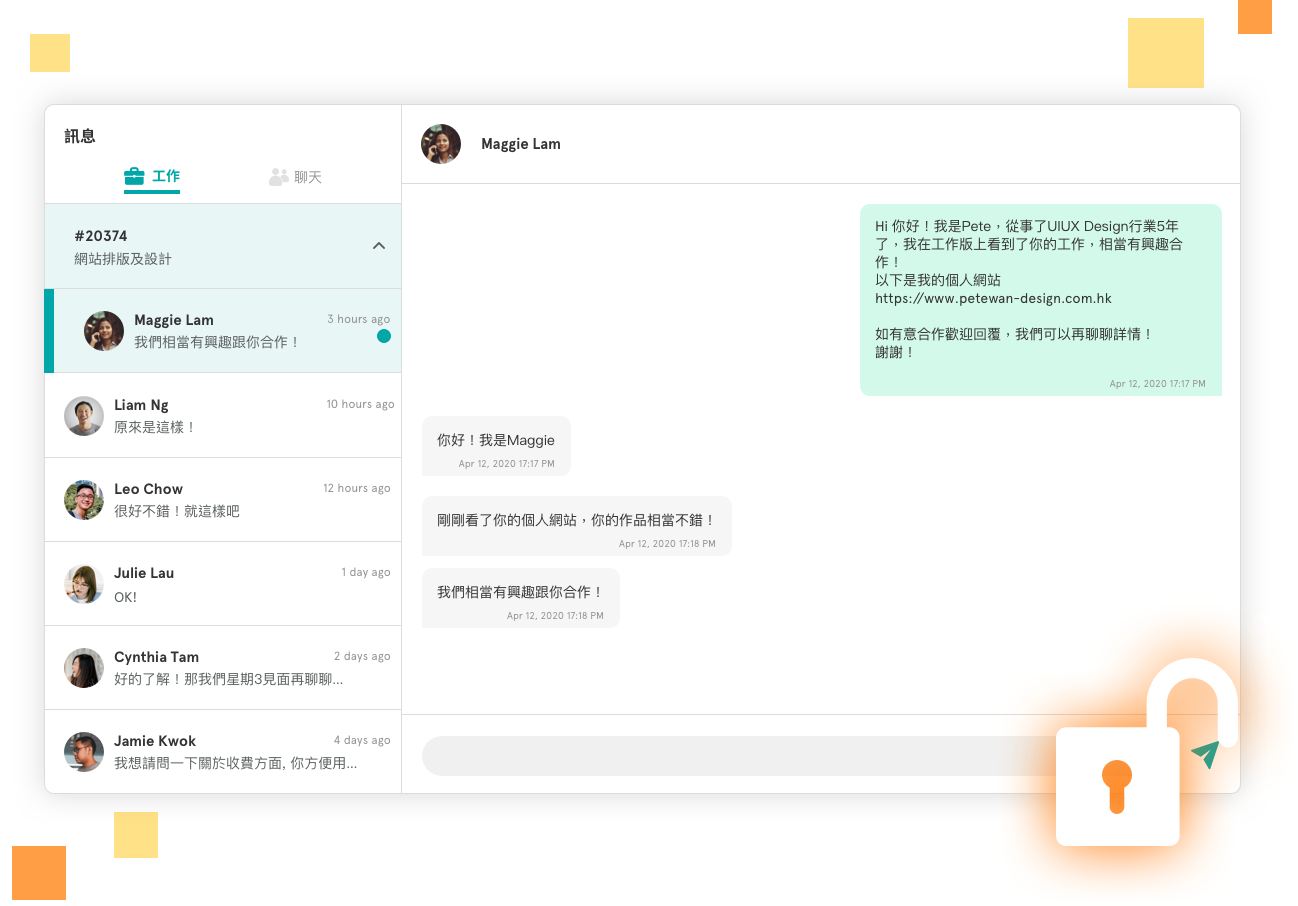 訊息
工作
聊天
#20374
網站排版及設計
Maggie Lam
3 hours ago
我們相當有興趣跟你合作！
Liam Ng
10 hours ago
原來是這樣！
Leo Chow
12 hours ago
很好不錯！就這樣吧
Julie Lau
1 day ago
OK!
Cynthia Tam
2 days ago
好的了解！那我們星期3見面再聊聊...
Jamie Kwok
4 days ago
我想請問一下關於收費方面, 你方便用...
Maggie Lam
Hi 你好！我是Pete，從事了UIUX Design行業5年
了，我在工作版上看到了你的工作，相當有興趣合
作！
以下是我的個人網站
https://www.petewan-design.com.hk
如有意合作歡迎回覆，我們可以再聊聊詳情！
謝謝！
Apr 12, 2020 17:17 PM
你好！我是Maggie
Apr 12, 2020 17:17 PM
剛剛看了你的個人網站，你的作品相當不錯！
Apr 12, 2020 17:18 PM
我們相當有興趣跟你合作！
Apr 12, 2020 17:18 PM